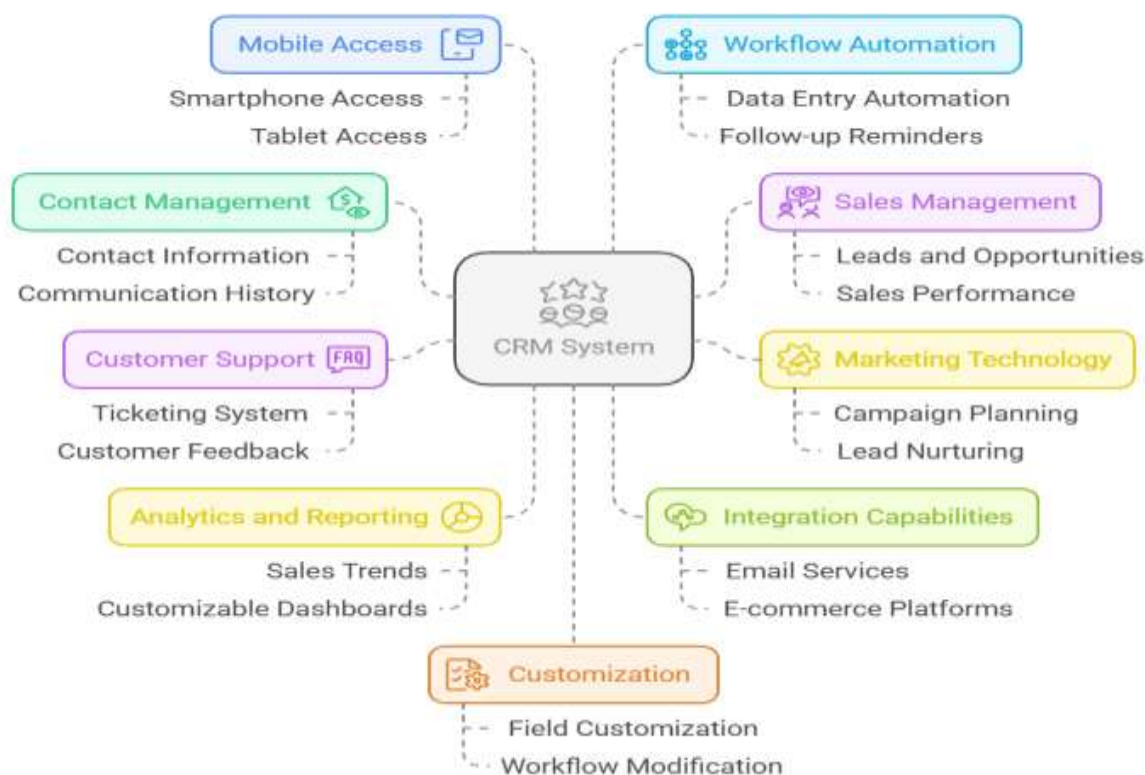 Mobile Access
Smartphone Access
Tablet Access
Workflow Automation
Data Entry Automation
Follow-up Reminders
Contact Management
Contact Information
Communication History
Sales Management
Leads and Opportunities
Sales Performance
CRM System
Customer Support
FAQ
Ticketing System
Customer Feedback
Marketing Technology
Campaign Planning
Lead Nurturing
Analytics and Reporting
Sales Trends
Customizable Dashboards
Integration Capabilities
Email Services
E-commerce Platforms
Customization
Field Customization
Workflow Modification